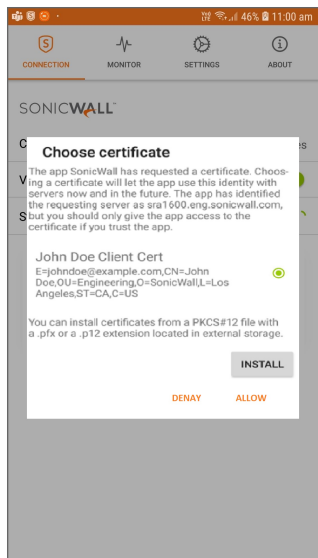 46% 11:00 am
CONNECTION MONITOR SETTINGS ABOUT
SONICWALL
C es
Choose certificate
The app SonicWall has requested a certificate. Choos-
ing a certificate will let the app use this identity with
servers now and in the future. The app has identified
the requesting server as sra1600.eng.sonicwall.com,
but you should only give the app access to the
certificate if you trust the app.
V
S
John Doe Client Cert
E=johndoe@example.com,CN=John
Doe,OU=Engineering,O=SonicWall,L=Los
Angeles,ST=CA,C=US
You can install certificates from a PKCS#12 file with
a .pfx or a .p12 extension located in external storage.
INSTALL
DENAY ALLOW